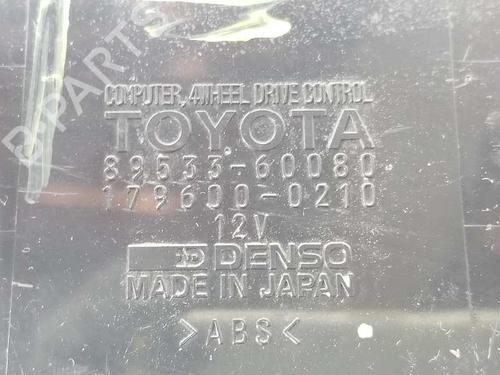 B-PARTS
COMPUTER, 4WHEEL DRIVE CONTROL
TOYOTA
89533-60080
179600-0210
12V
DENSO
MADE IN JAPAN
>ABS<